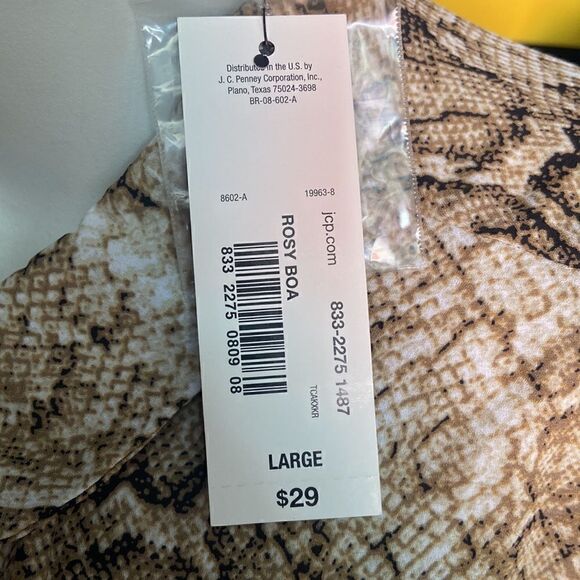 Distributed in the U.S. by
J. C. Penney Corporation, Inc.,
Plano, Texas 75024-3698
BR-08-602-A
8602-A 19963-8
jcp.com 833-2275 1487
ROSY BOA
833 2275 0809 08
TCAKXKR
LARGE
$29